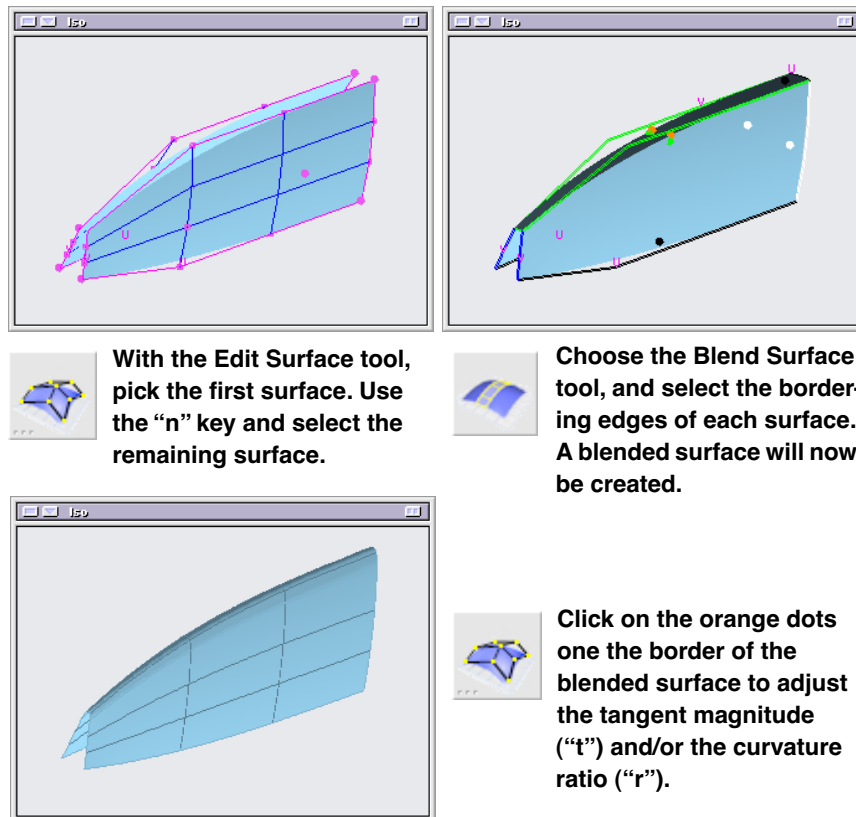 Iso
Iso
U
V
U
U
U
V
U
V
V
U
With the Edit Surface tool,
pick the first surface. Use
the “n” key and select the
remaining surface.
Choose the Blend Surface
tool, and select the border-
ing edges of each surface.
A blended surface will now
be created.
Iso
Click on the orange dots
one the border of the
blended surface to adjust
the tangent magnitude
(“t”) and/or the curvature
ratio (“r”).